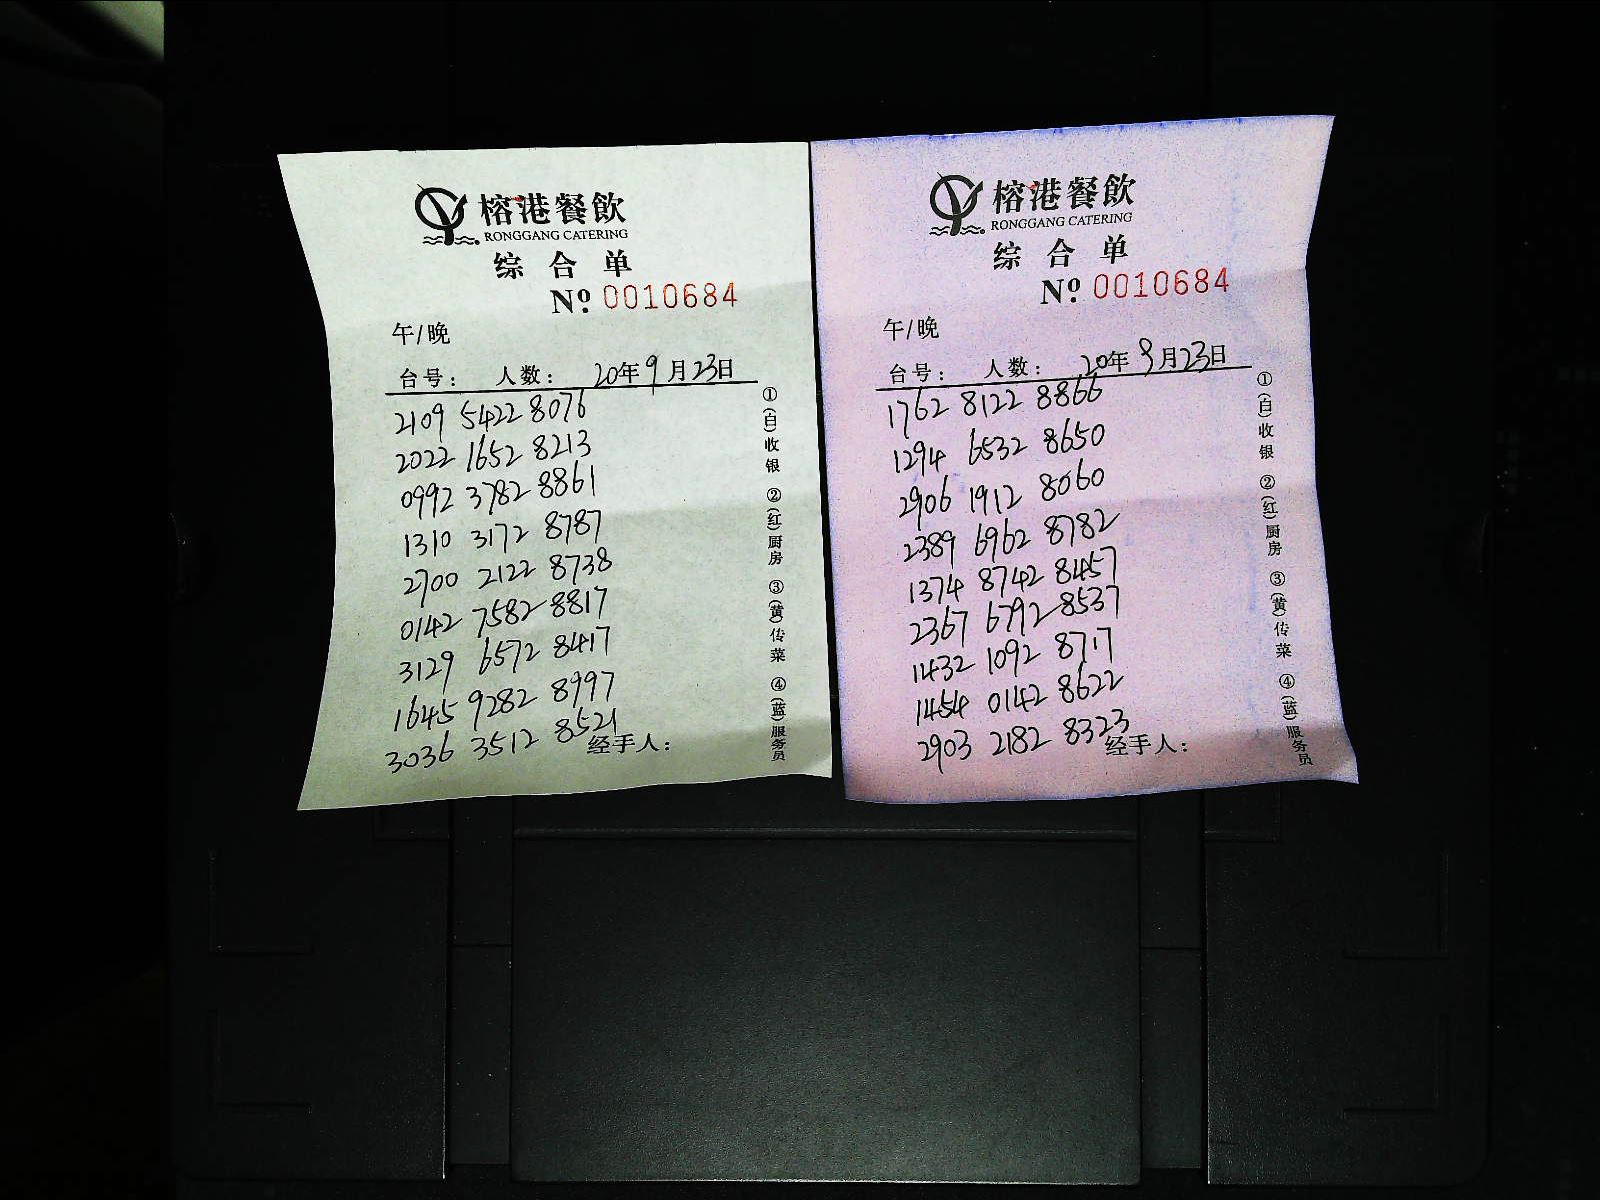 榕港餐飲
RONGGANG CATERING
综合单
Nº: 0010684
午/晚
台号: 人数: 20年9月23日
2109 5422 8076
2022 1652 8213
0992 3782 8861
1310 3172 8787
2700 2122 8738
0142 7582 8817
3129 6572 8417
1645 9282 8997
3036 3512 8521
经手人:
①(白)收银 ②(红)厨房 ③(黄)传菜 ④(蓝)服务员
榕港餐飲
RONGGANG CATERING
综合单
Nº: 0010684
午/晚
台号: 人数: 20年9月23日
1762 8122 8866
1294 6532 8650
2906 1912 8060
2389 6962 8782
1374 8742 8457
2367 6792 8537
1432 1092 8717
1454 0142 8622
2903 2182 8323
经手人:
①(白)收银 ②(红)厨房 ③(黄)传菜 ④(蓝)服务员